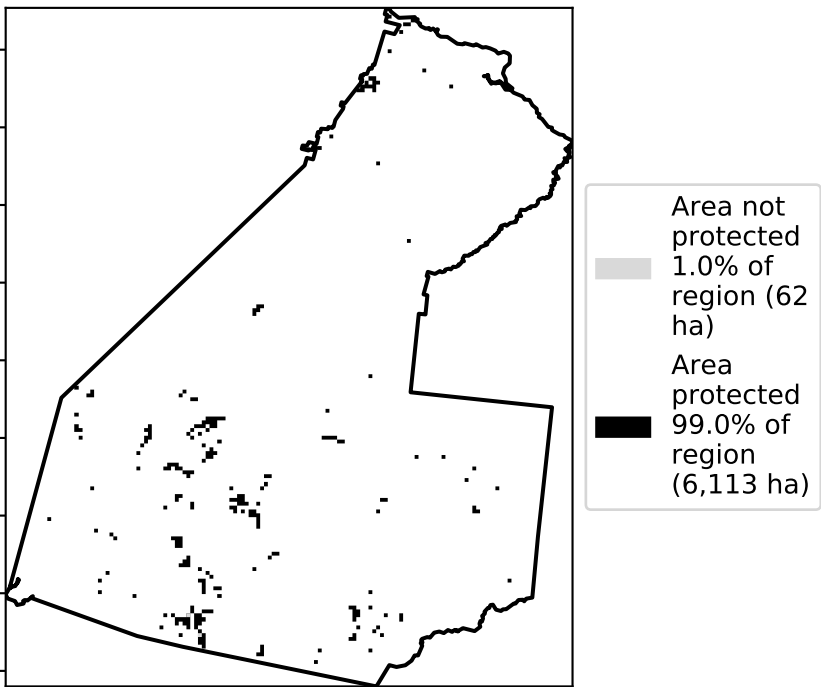 Area not
protected
1.0% of
region (62
ha)
Area
protected
99.0% of
region
(6,113 ha)